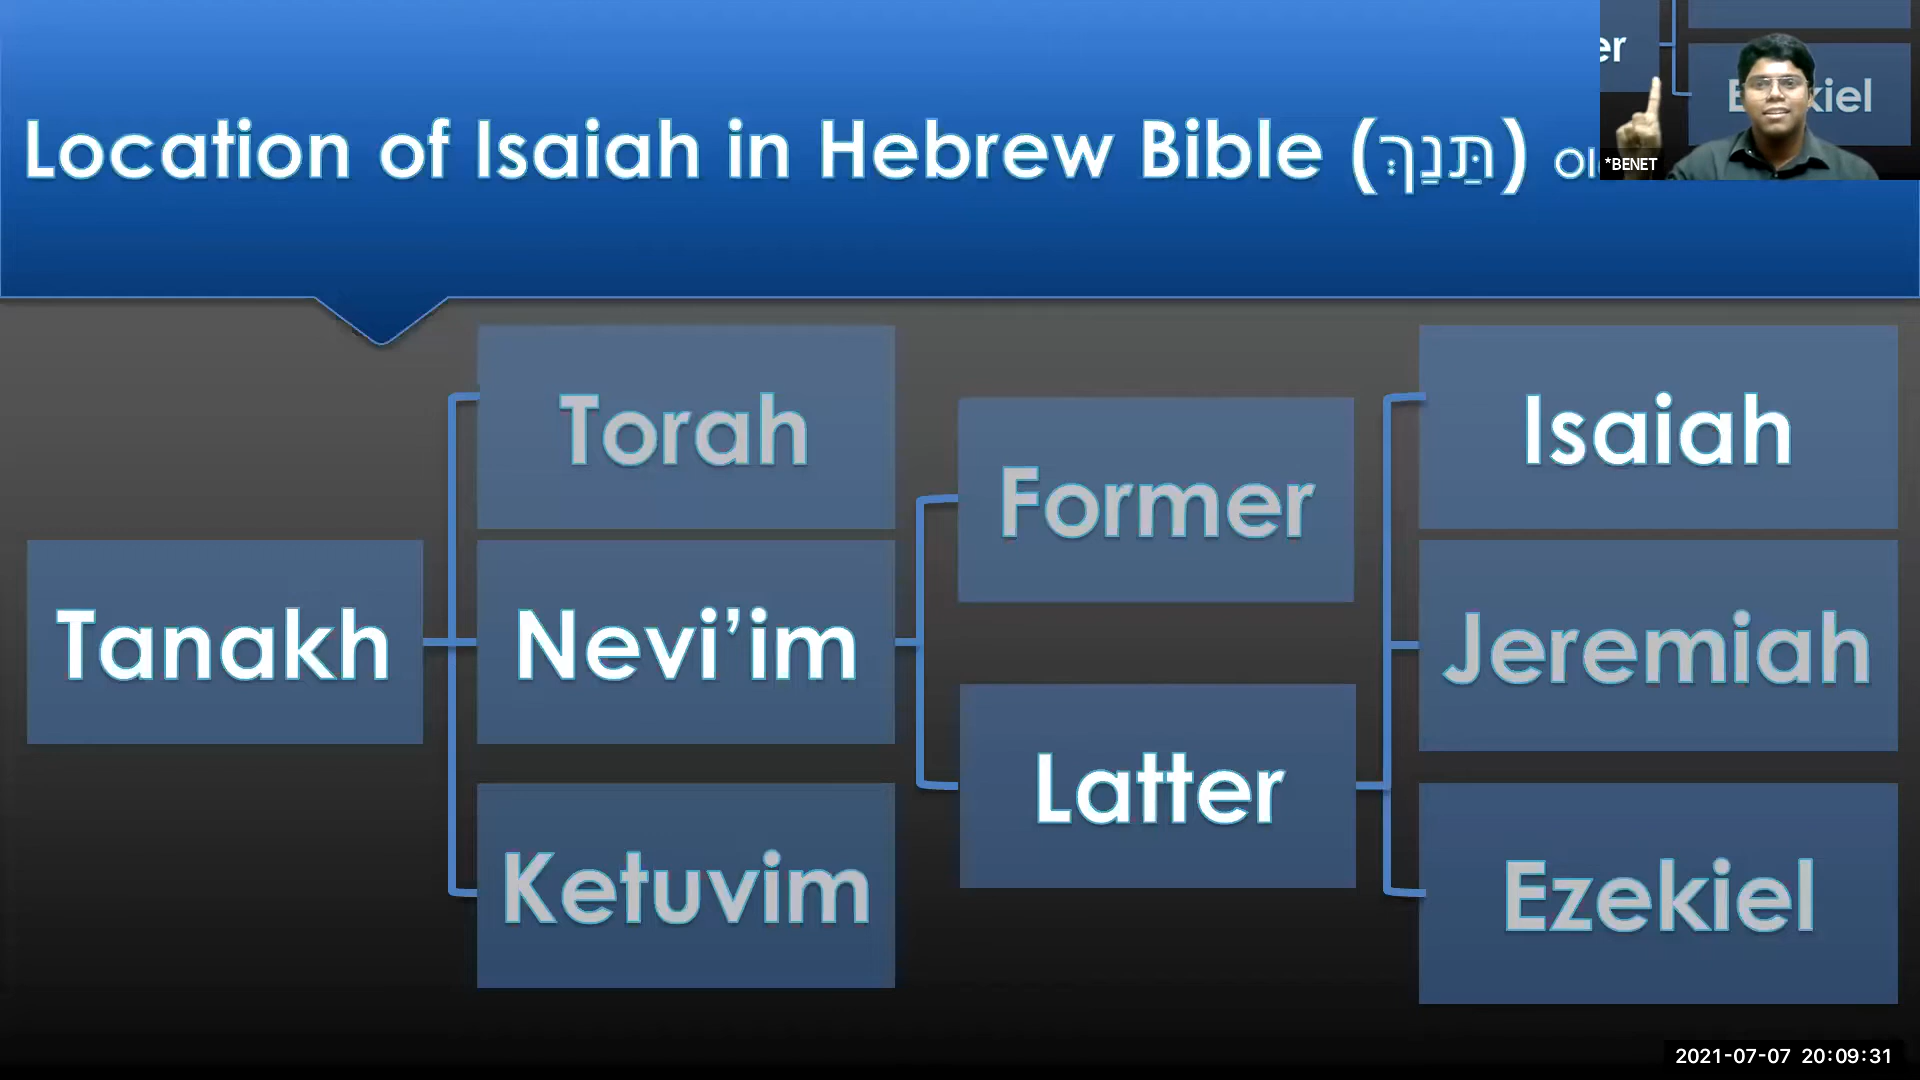 Location of Isaiah in Hebrew Bible (תַּנַךְ)
er
*BENET
Torah
Former
Isaiah
Tanakh
Nevi’im
Jeremiah
Latter
Ketuvim
Ezekiel
2021-07-07 20:09:31